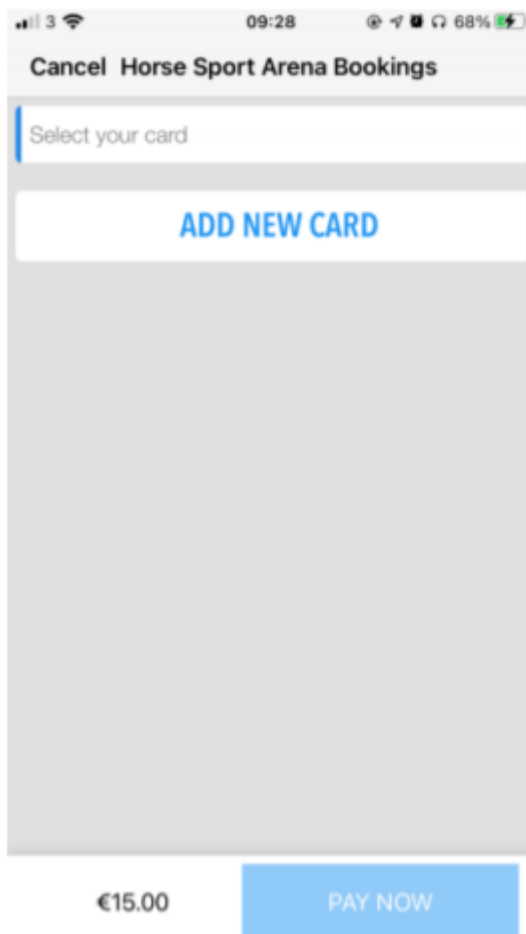 3 09:28 68%
Cancel Horse Sport Arena Bookings
Select your card
ADD NEW CARD
€15.00 PAY NOW